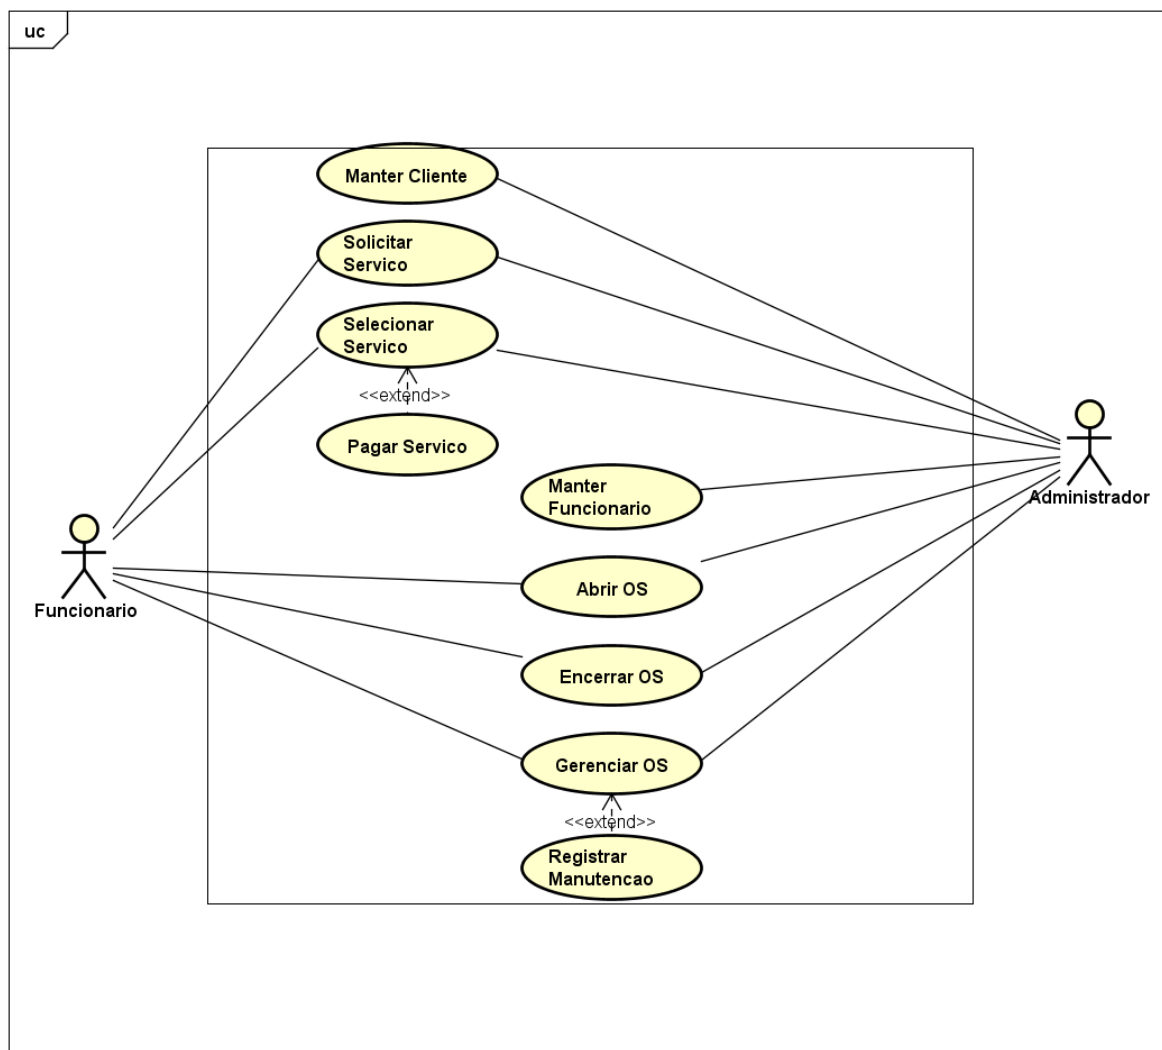 uc
Manter Cliente
Solicitar
Servico
Selecionar
Servico
<<extend>>
Pagar Servico
Manter
Funcionario
Administrador
Abrir OS
Funcionario
Encerrar OS
Gerenciar OS
<<extend>>
Registrar
Manutencao